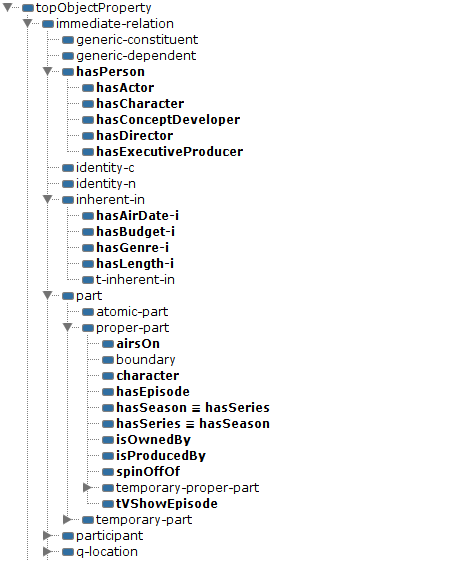 topObjectProperty
immediate-relation
generic-constituent
generic-dependent
hasPerson
hasActor
hasCharacter
hasConceptDeveloper
hasDirector
hasExecutiveProducer
identity-c
identity-n
inherent-in
hasAirDate-i
hasBudget-i
hasGenre-i
hasLength-i
t-inherent-in
part
atomic-part
proper-part
airsOn
boundary
character
hasEpisode
hasSeason ≡ hasSeries
hasSeries ≡ hasSeason
isOwnedBy
isProducedBy
spinOffOf
temporary-proper-part
tVShowEpisode
temporary-part
participant
q-location